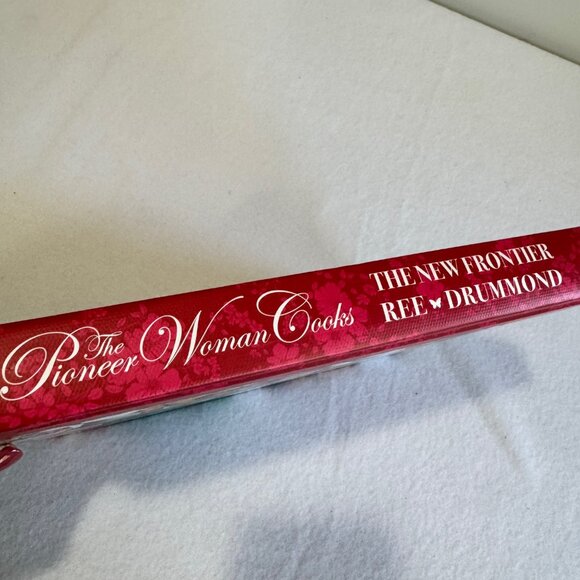 The
Pioneer Woman Cooks
THE NEW FRONTIER
REE DRUMMOND